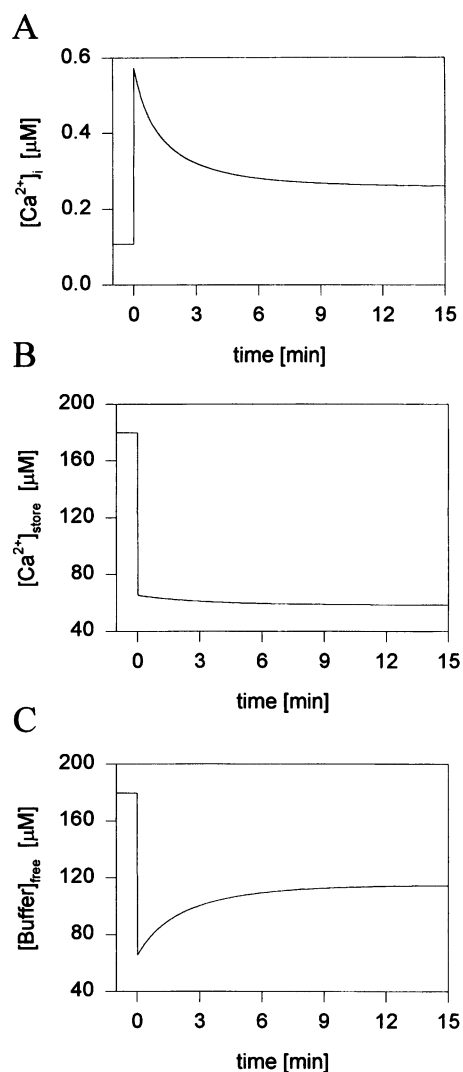 A
[Ca²⁺]ᵢ [μM]
0.6
0.4
0.2
0.0
0 3 6 9 12 15
time [min]
B
[Ca²⁺]store [μM]
200
160
120
80
40
0 3 6 9 12 15
time [min]
C
[Buffer]free [μM]
200
160
120
80
40
0 3 6 9 12 15
time [min]